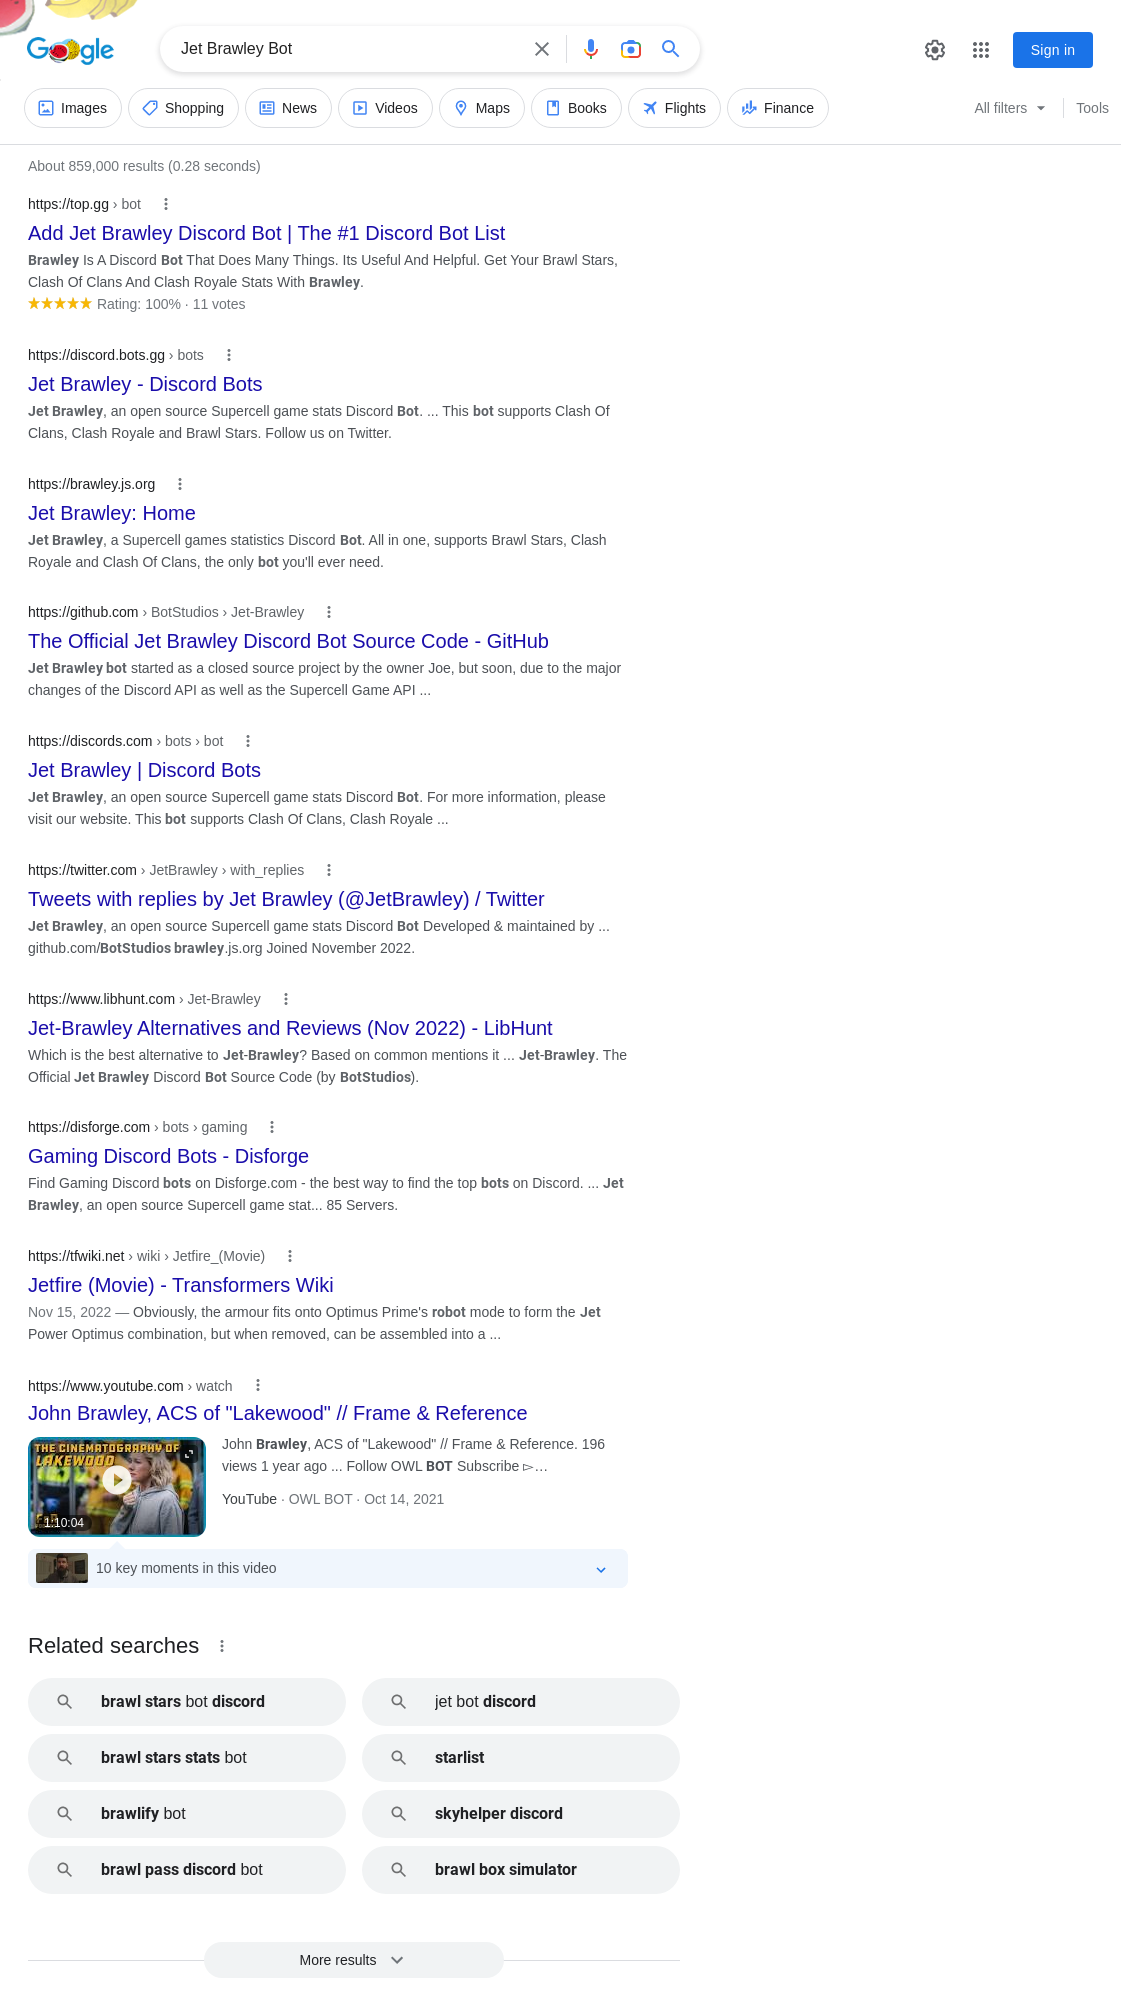 Google
Jet Brawley Bot
Sign in
Images
Shopping
News
Videos
Maps
Books
Flights
Finance
All filters
Tools
About 859,000 results (0.28 seconds)
https://top.gg › bot
Add Jet Brawley Discord Bot | The #1 Discord Bot List
Brawley Is A Discord Bot That Does Many Things. Its Useful And Helpful. Get Your Brawl Stars,
Clash Of Clans And Clash Royale Stats With Brawley.
Rating: 100% · 11 votes
https://discord.bots.gg › bots
Jet Brawley - Discord Bots
Jet Brawley, an open source Supercell game stats Discord Bot. ... This bot supports Clash Of
Clans, Clash Royale and Brawl Stars. Follow us on Twitter.
https://brawley.js.org
Jet Brawley: Home
Jet Brawley, a Supercell games statistics Discord Bot. All in one, supports Brawl Stars, Clash
Royale and Clash Of Clans, the only bot you'll ever need.
https://github.com › BotStudios › Jet-Brawley
The Official Jet Brawley Discord Bot Source Code - GitHub
Jet Brawley bot started as a closed source project by the owner Joe, but soon, due to the major
changes of the Discord API as well as the Supercell Game API ...
https://discords.com › bots › bot
Jet Brawley | Discord Bots
Jet Brawley, an open source Supercell game stats Discord Bot. For more information, please
visit our website. This bot supports Clash Of Clans, Clash Royale ...
https://twitter.com › JetBrawley › with_replies
Tweets with replies by Jet Brawley (@JetBrawley) / Twitter
Jet Brawley, an open source Supercell game stats Discord Bot Developed & maintained by ...
github.com/BotStudios brawley.js.org Joined November 2022.
https://www.libhunt.com › Jet-Brawley
Jet-Brawley Alternatives and Reviews (Nov 2022) - LibHunt
Which is the best alternative to Jet-Brawley? Based on common mentions it ... Jet-Brawley. The
Official Jet Brawley Discord Bot Source Code (by BotStudios).
https://disforge.com › bots › gaming
Gaming Discord Bots - Disforge
Find Gaming Discord bots on Disforge.com - the best way to find the top bots on Discord. ... Jet
Brawley, an open source Supercell game stat... 85 Servers.
https://tfwiki.net › wiki › Jetfire_(Movie)
Jetfire (Movie) - Transformers Wiki
Nov 15, 2022 — Obviously, the armour fits onto Optimus Prime's robot mode to form the Jet
Power Optimus combination, but when removed, can be assembled into a ...
https://www.youtube.com › watch
John Brawley, ACS of "Lakewood" // Frame & Reference
THE CINEMATOGRAPHY OF
LAKEWOOD
1:10:04
John Brawley, ACS of "Lakewood" // Frame & Reference. 196
views 1 year ago ... Follow OWL BOT Subscribe ▻…
YouTube · OWL BOT · Oct 14, 2021
10 key moments in this video
Related searches
brawl stars bot discord
jet bot discord
brawl stars stats bot
starlist
brawlify bot
skyhelper discord
brawl pass discord bot
brawl box simulator
More results